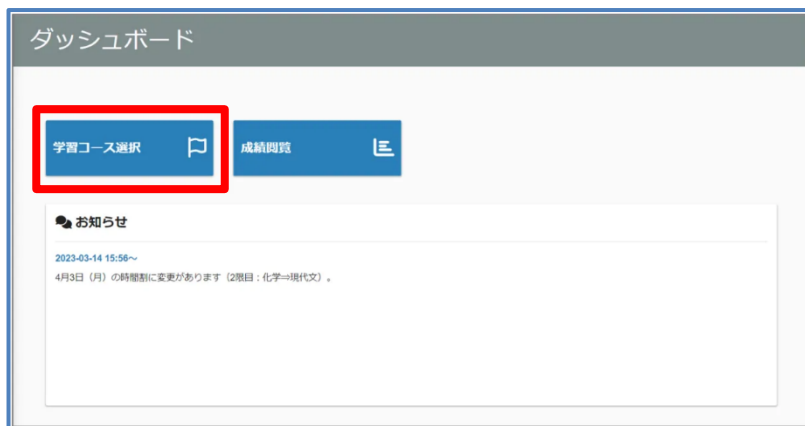 ダッシュボード
学習コース選択
成績閲覧
お知らせ
2023-03-14 15:56～
4月3日（月）の時間割に変更があります（2限目：化学⇒現代文）。